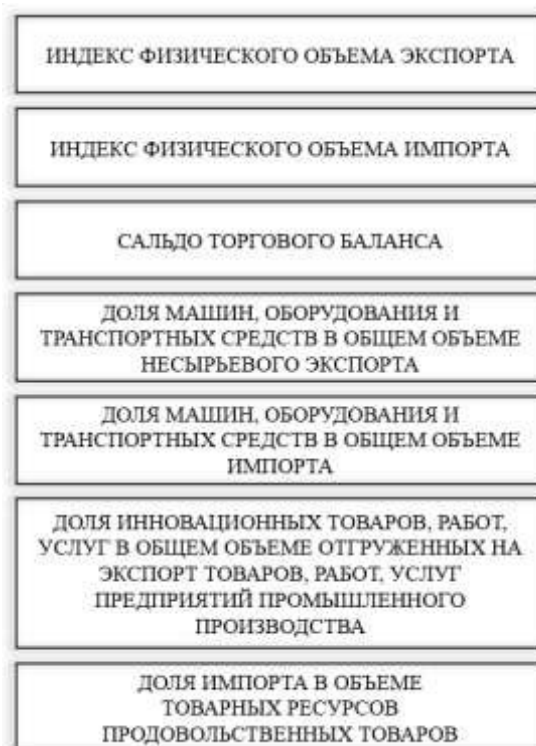 ИНДЕКС ФИЗИЧЕСКОГО ОБЪЕМА ЭКСПОРТА
ИНДЕКС ФИЗИЧЕСКОГО ОБЪЕМА ИМПОРТА
САЛЬДО ТОРГОВОГО БАЛАНСА
ДОЛЯ МАШИН, ОБОРУДОВАНИЯ И
ТРАНСПОРТНЫХ СРЕДСТВ В ОБЩЕМ ОБЪЕМЕ
НЕСЫРЬЕВОГО ЭКСПОРТА
ДОЛЯ МАШИН, ОБОРУДОВАНИЯ И
ТРАНСПОРТНЫХ СРЕДСТВ В ОБЩЕМ ОБЪЕМЕ
ИМПОРТА
ДОЛЯ ИННОВАЦИОННЫХ ТОВАРОВ, РАБОТ,
УСЛУГ В ОБЩЕМ ОБЪЕМЕ ОТГРУЖЕННЫХ НА
ЭКСПОРТ ТОВАРОВ, РАБОТ, УСЛУГ
ПРЕДПРИЯТИЙ ПРОМЫШЛЕННОГО
ПРОИЗВОДСТВА
ДОЛЯ ИМПОРТА В ОБЪЕМЕ
ТОВАРНЫХ РЕСУРСОВ
ПРОДОВОЛЬСТВЕННЫХ ТОВАРОВ